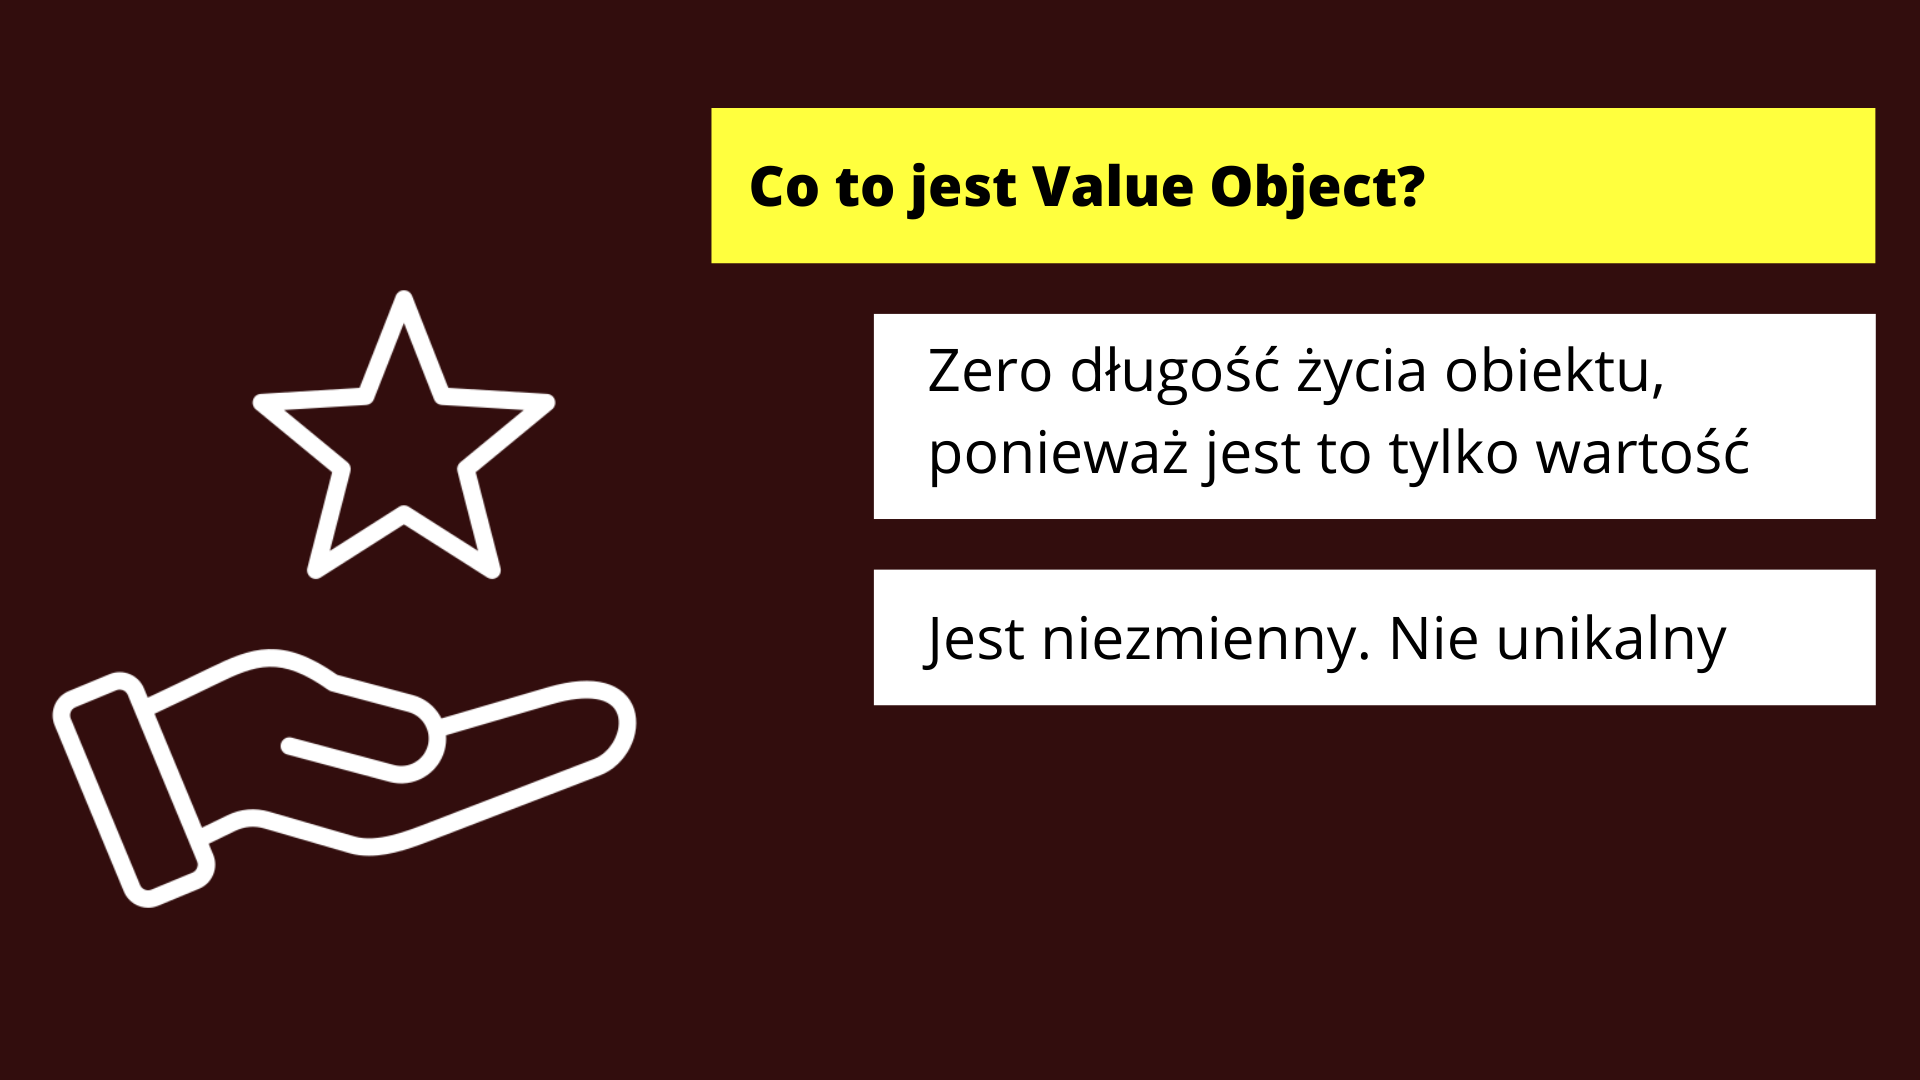 Co to jest Value Object?
Zero długość życia obiektu,
ponieważ jest to tylko wartość
Jest niezmienny. Nie unikalny